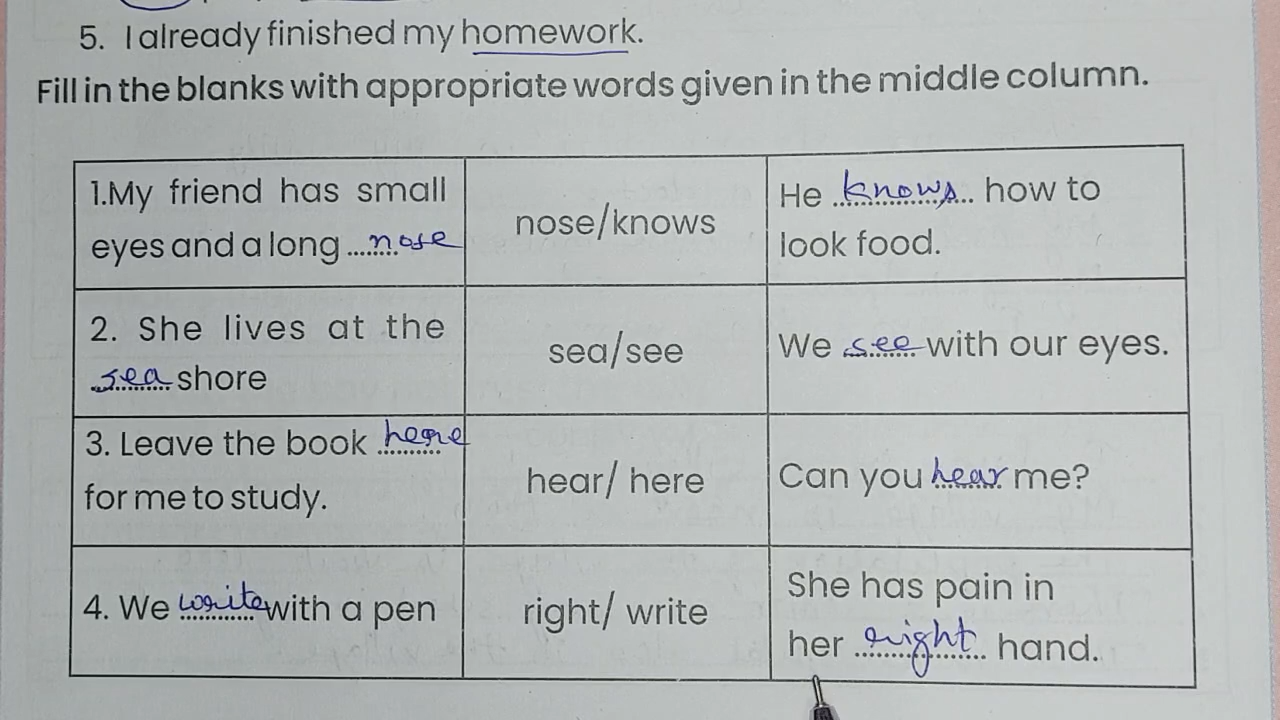 5. I already finished my homework.
Fill in the blanks with appropriate words given in the middle column.
1.My friend has small
eyes and a long ........nose
nose/knows
He knows how to
look food.
2. She lives at the
sea shore
sea/see
We see with our eyes.
3. Leave the book here
for me to study.
hear/ here
Can you hear me?
4. We write with a pen
right/ write
She has pain in
her right hand.